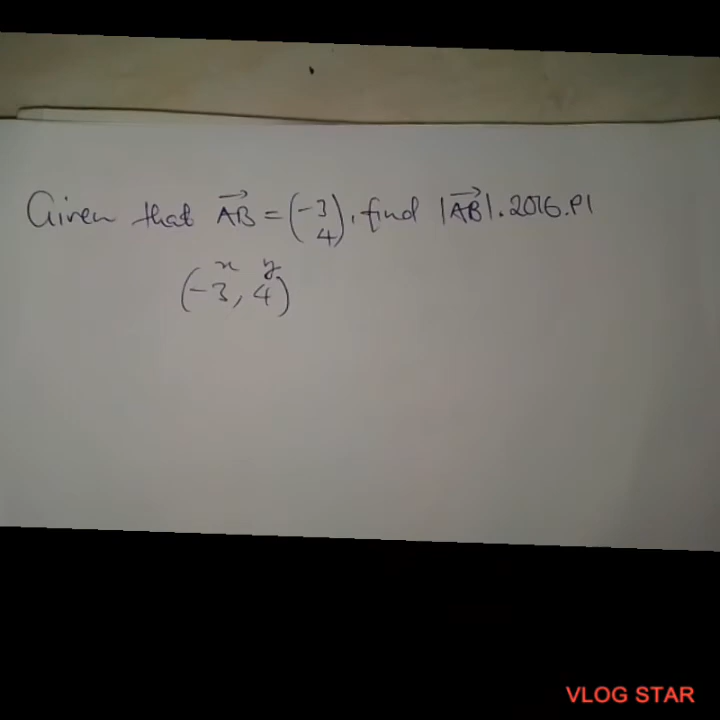 Given that AB = (-3 4), find |AB|. 2016.P1
x y
(-3, 4)
VLOG STAR